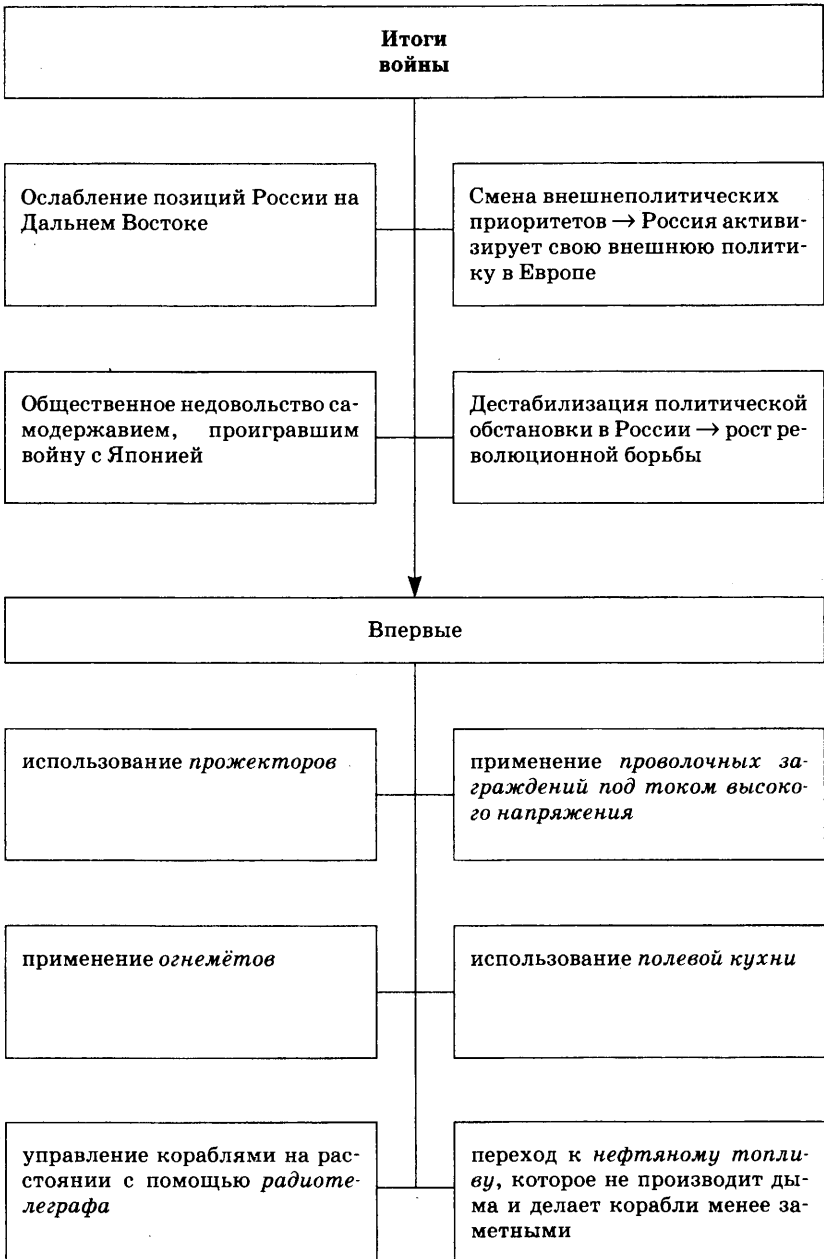 Итоги
войны
Ослабление позиций России на
Дальнем Востоке
Смена внешнеполитических
приоритетов → Россия активи-
зирует свою внешнюю полити-
ку в Европе
Общественное недовольство са-
модержавием, проигравшим
войну с Японией
Дестабилизация политической
обстановки в России → рост ре-
волюционной борьбы
Впервые
использование прожекторов
применение проволочных за-
граждений под током высоко-
го напряжения
применение огнемётов
использование полевой кухни
управление кораблями на рас-
стоянии с помощью радиоте-
леграфа
переход к нефтяному топли-
ву, которое не производит ды-
ма и делает корабли менее за-
метными